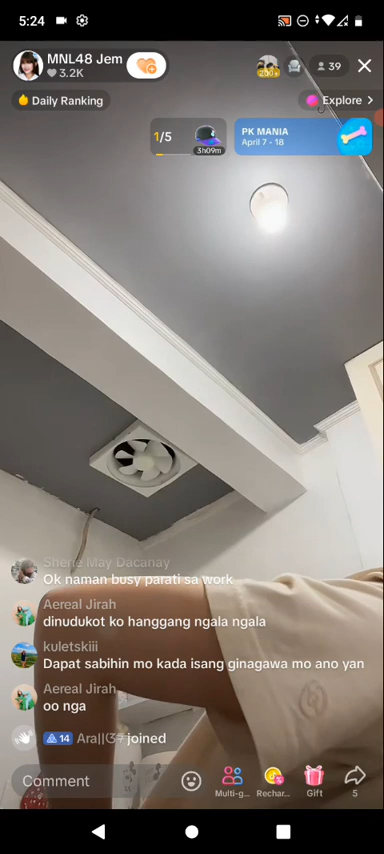 5:24
MNL48 Jem
3.2K
39
Daily Ranking
Explore >
1/5
3h09m
PK MANIA
April 7 - 18
Sherie May Dacanay
Ok naman busy parati sa work
Aereal Jirah
dinudukot ko hanggang ngala ngala
kuletskiii
Dapat sabihin mo kada isang ginagawa mo ano yan
Aereal Jirah
oo nga
14 Ara||ੴ joined
Comment
Multi-g...
Rechar...
Gift
5